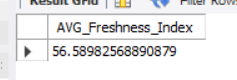 Result Grid Filter Rows
AVG_Freshness_Index
56.58982568890879